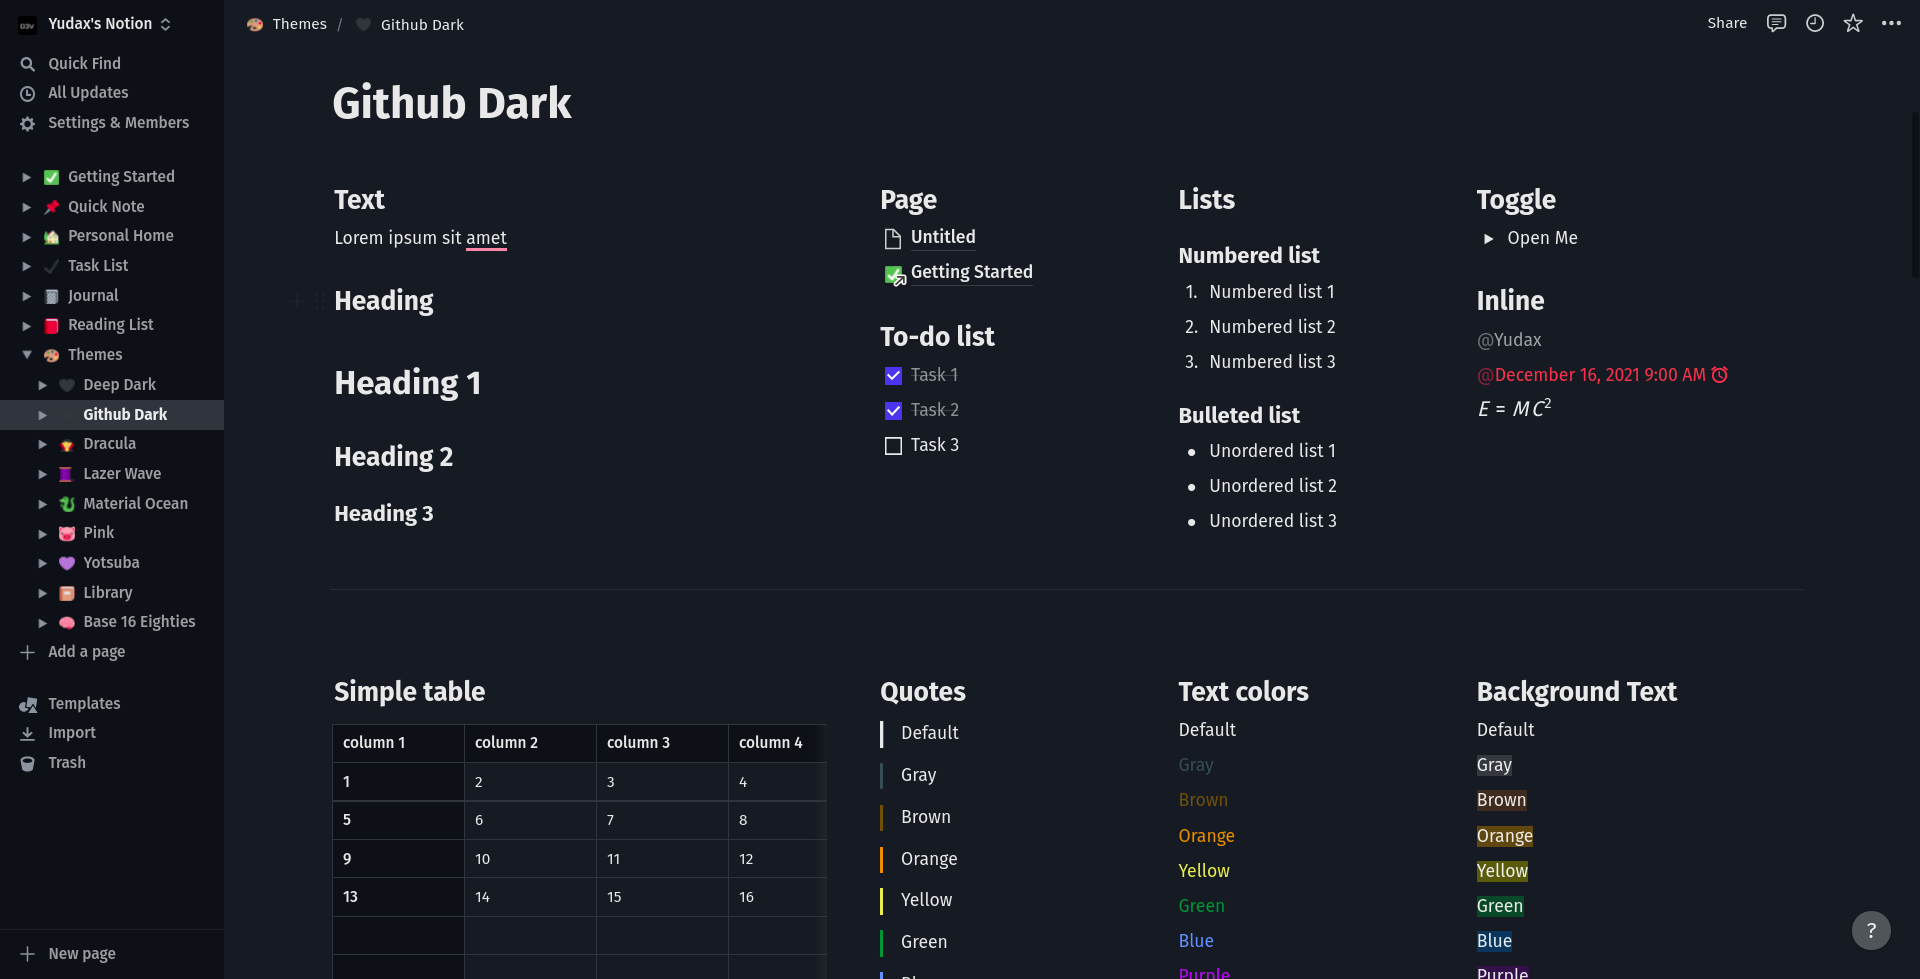 Yudax's Notion
Quick Find
All Updates
Settings & Members
Getting Started
Quick Note
Personal Home
Task List
Journal
Reading List
Themes
Deep Dark
Github Dark
Dracula
Lazer Wave
Material Ocean
Pink
Yotsuba
Library
Base 16 Eighties
Add a page
Templates
Import
Trash
New page
Themes / Github Dark
Share
Github Dark
Text
Lorem ipsum sit amet
Heading
Heading 1
Heading 2
Heading 3
Page
Untitled
Getting Started
To-do list
Task 1
Task 2
Task 3
Lists
Numbered list
1. Numbered list 1
2. Numbered list 2
3. Numbered list 3
Bulleted list
• Unordered list 1
• Unordered list 2
• Unordered list 3
Toggle
Open Me
Inline
@Yudax
@December 16, 2021 9:00 AM
E = MC²
Simple table
column 1 column 2 column 3 column 4
1 2 3 4
5 6 7 8
9 10 11 12
13 14 15 16
Quotes
Default
Gray
Brown
Orange
Yellow
Green
Blue
Text colors
Default
Gray
Brown
Orange
Yellow
Green
Blue
Purple
Background Text
Default
Gray
Brown
Orange
Yellow
Green
Blue
Purple
?